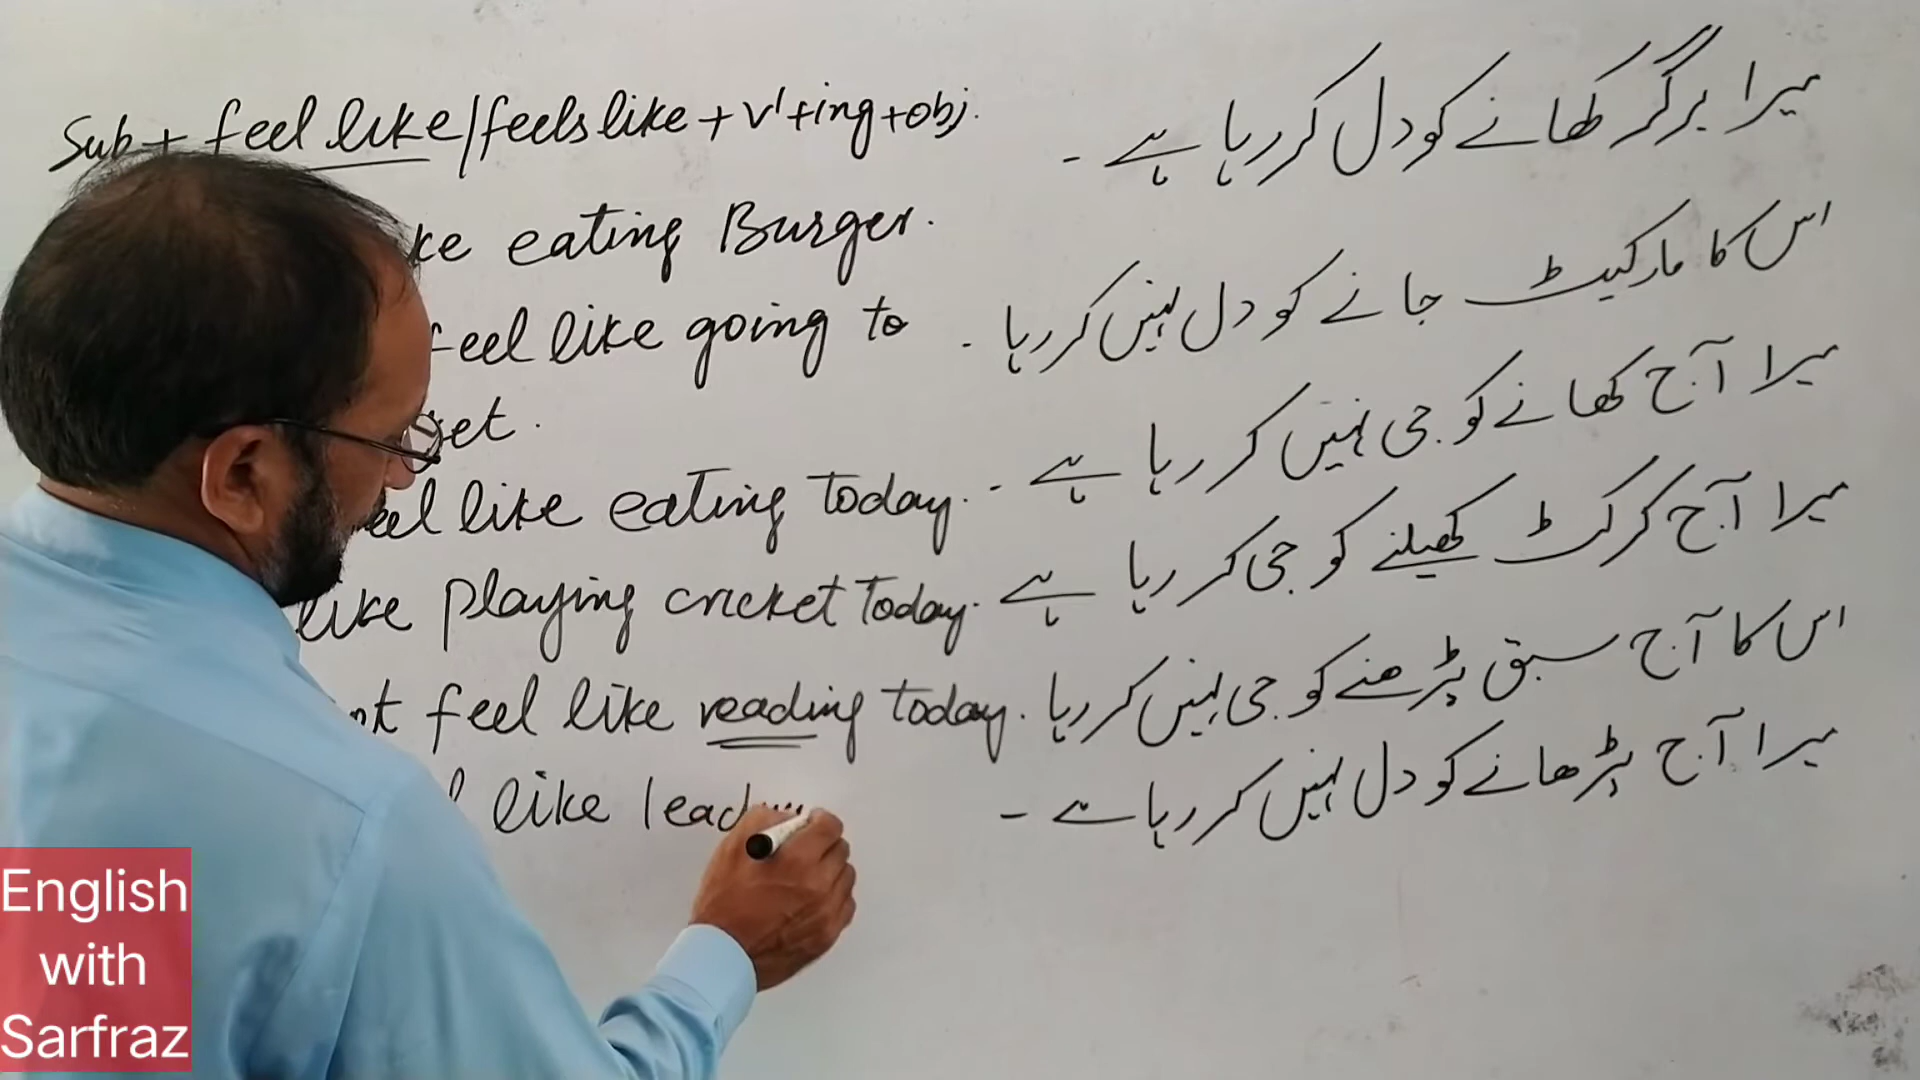 Sub + feel like/feels like + v1 + ing + obj.
میرا برگر کھانے کو دل کر رہا ہے ۔
ke eating Burger.
اس کا مارکیٹ جانے کو دل نہیں کر رہا ۔
feel like going to
et.
میرا آج کھانے کو جی نہیں کر رہا ہے ۔
eel like eating today.
میرا آج کرکٹ کھیلنے کو جی کر رہا ہے
like playing cricket today.
اس کا آج سبق پڑھنے کو جی نہیں کر رہا
ot feel like reading today.
میرا آج پڑھانے کو دل نہیں کر رہا ہے ۔
l like lead
English
with
Sarfraz